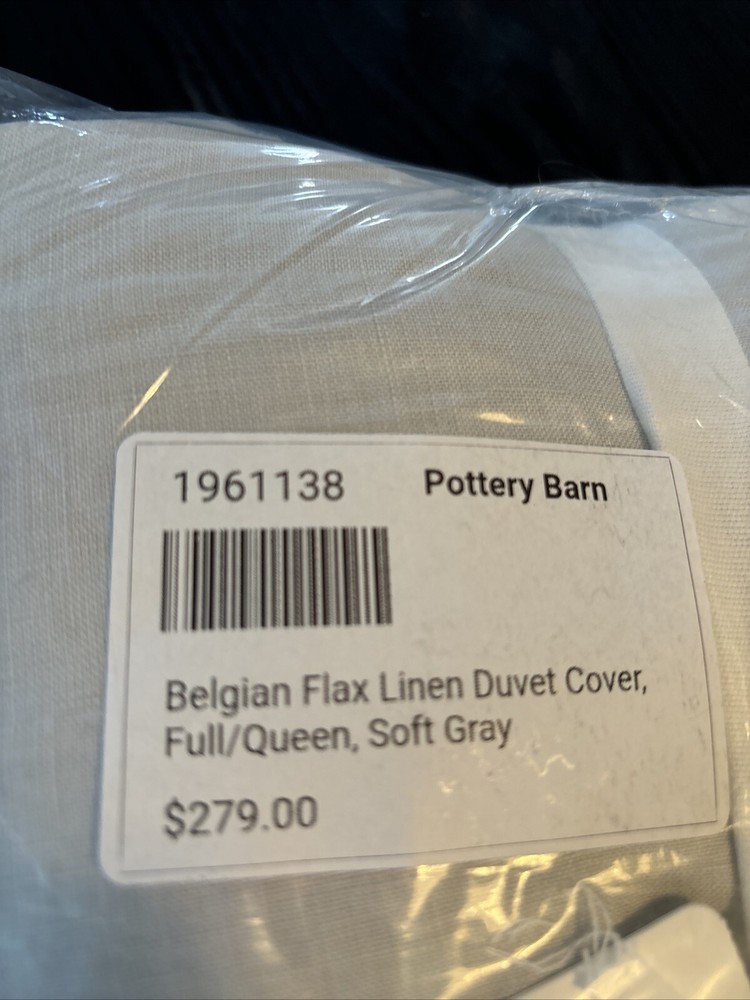 1961138 Pottery Barn
Belgian Flax Linen Duvet Cover,
Full/Queen, Soft Gray
$279.00